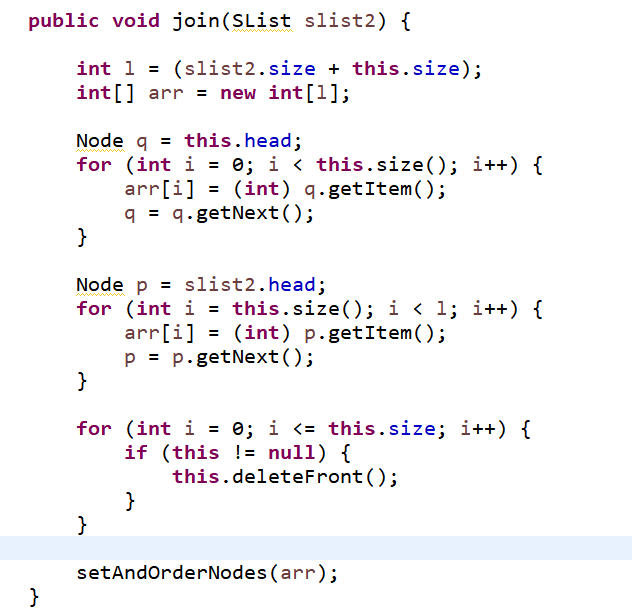 public void join(SList slist2) {
int l = (slist2.size + this.size);
int[] arr = new int[l];
Node q = this.head;
for (int i = 0; i < this.size(); i++) {
arr[i] = (int) q.getItem();
q = q.getNext();
}
Node p = slist2.head;
for (int i = this.size(); i < l; i++) {
arr[i] = (int) p.getItem();
p = p.getNext();
}
for (int i = 0; i <= this.size; i++) {
if (this != null) {
this.deleteFront();
}
}
setAndOrderNodes(arr);
}